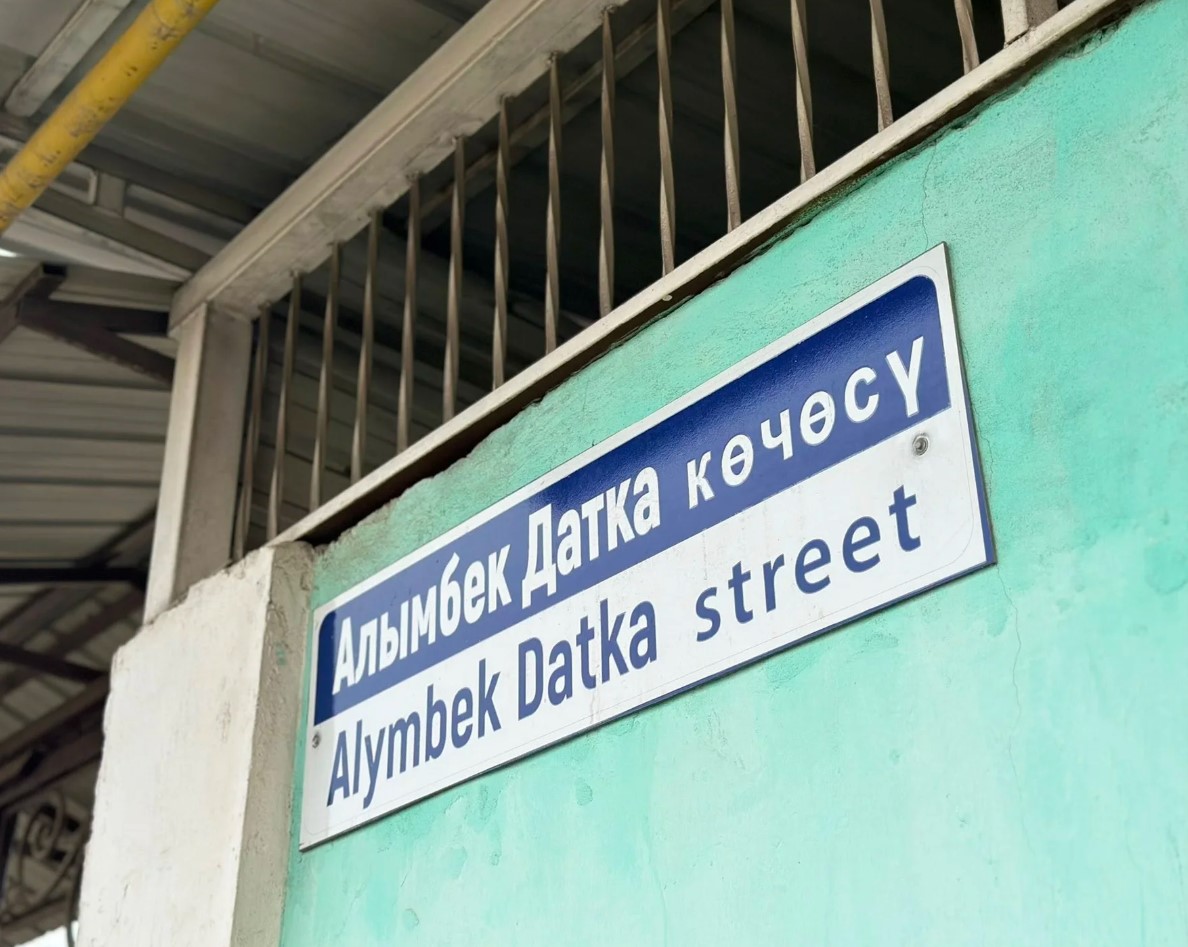 Алымбек Датка көчөсү
Alymbek Datka street